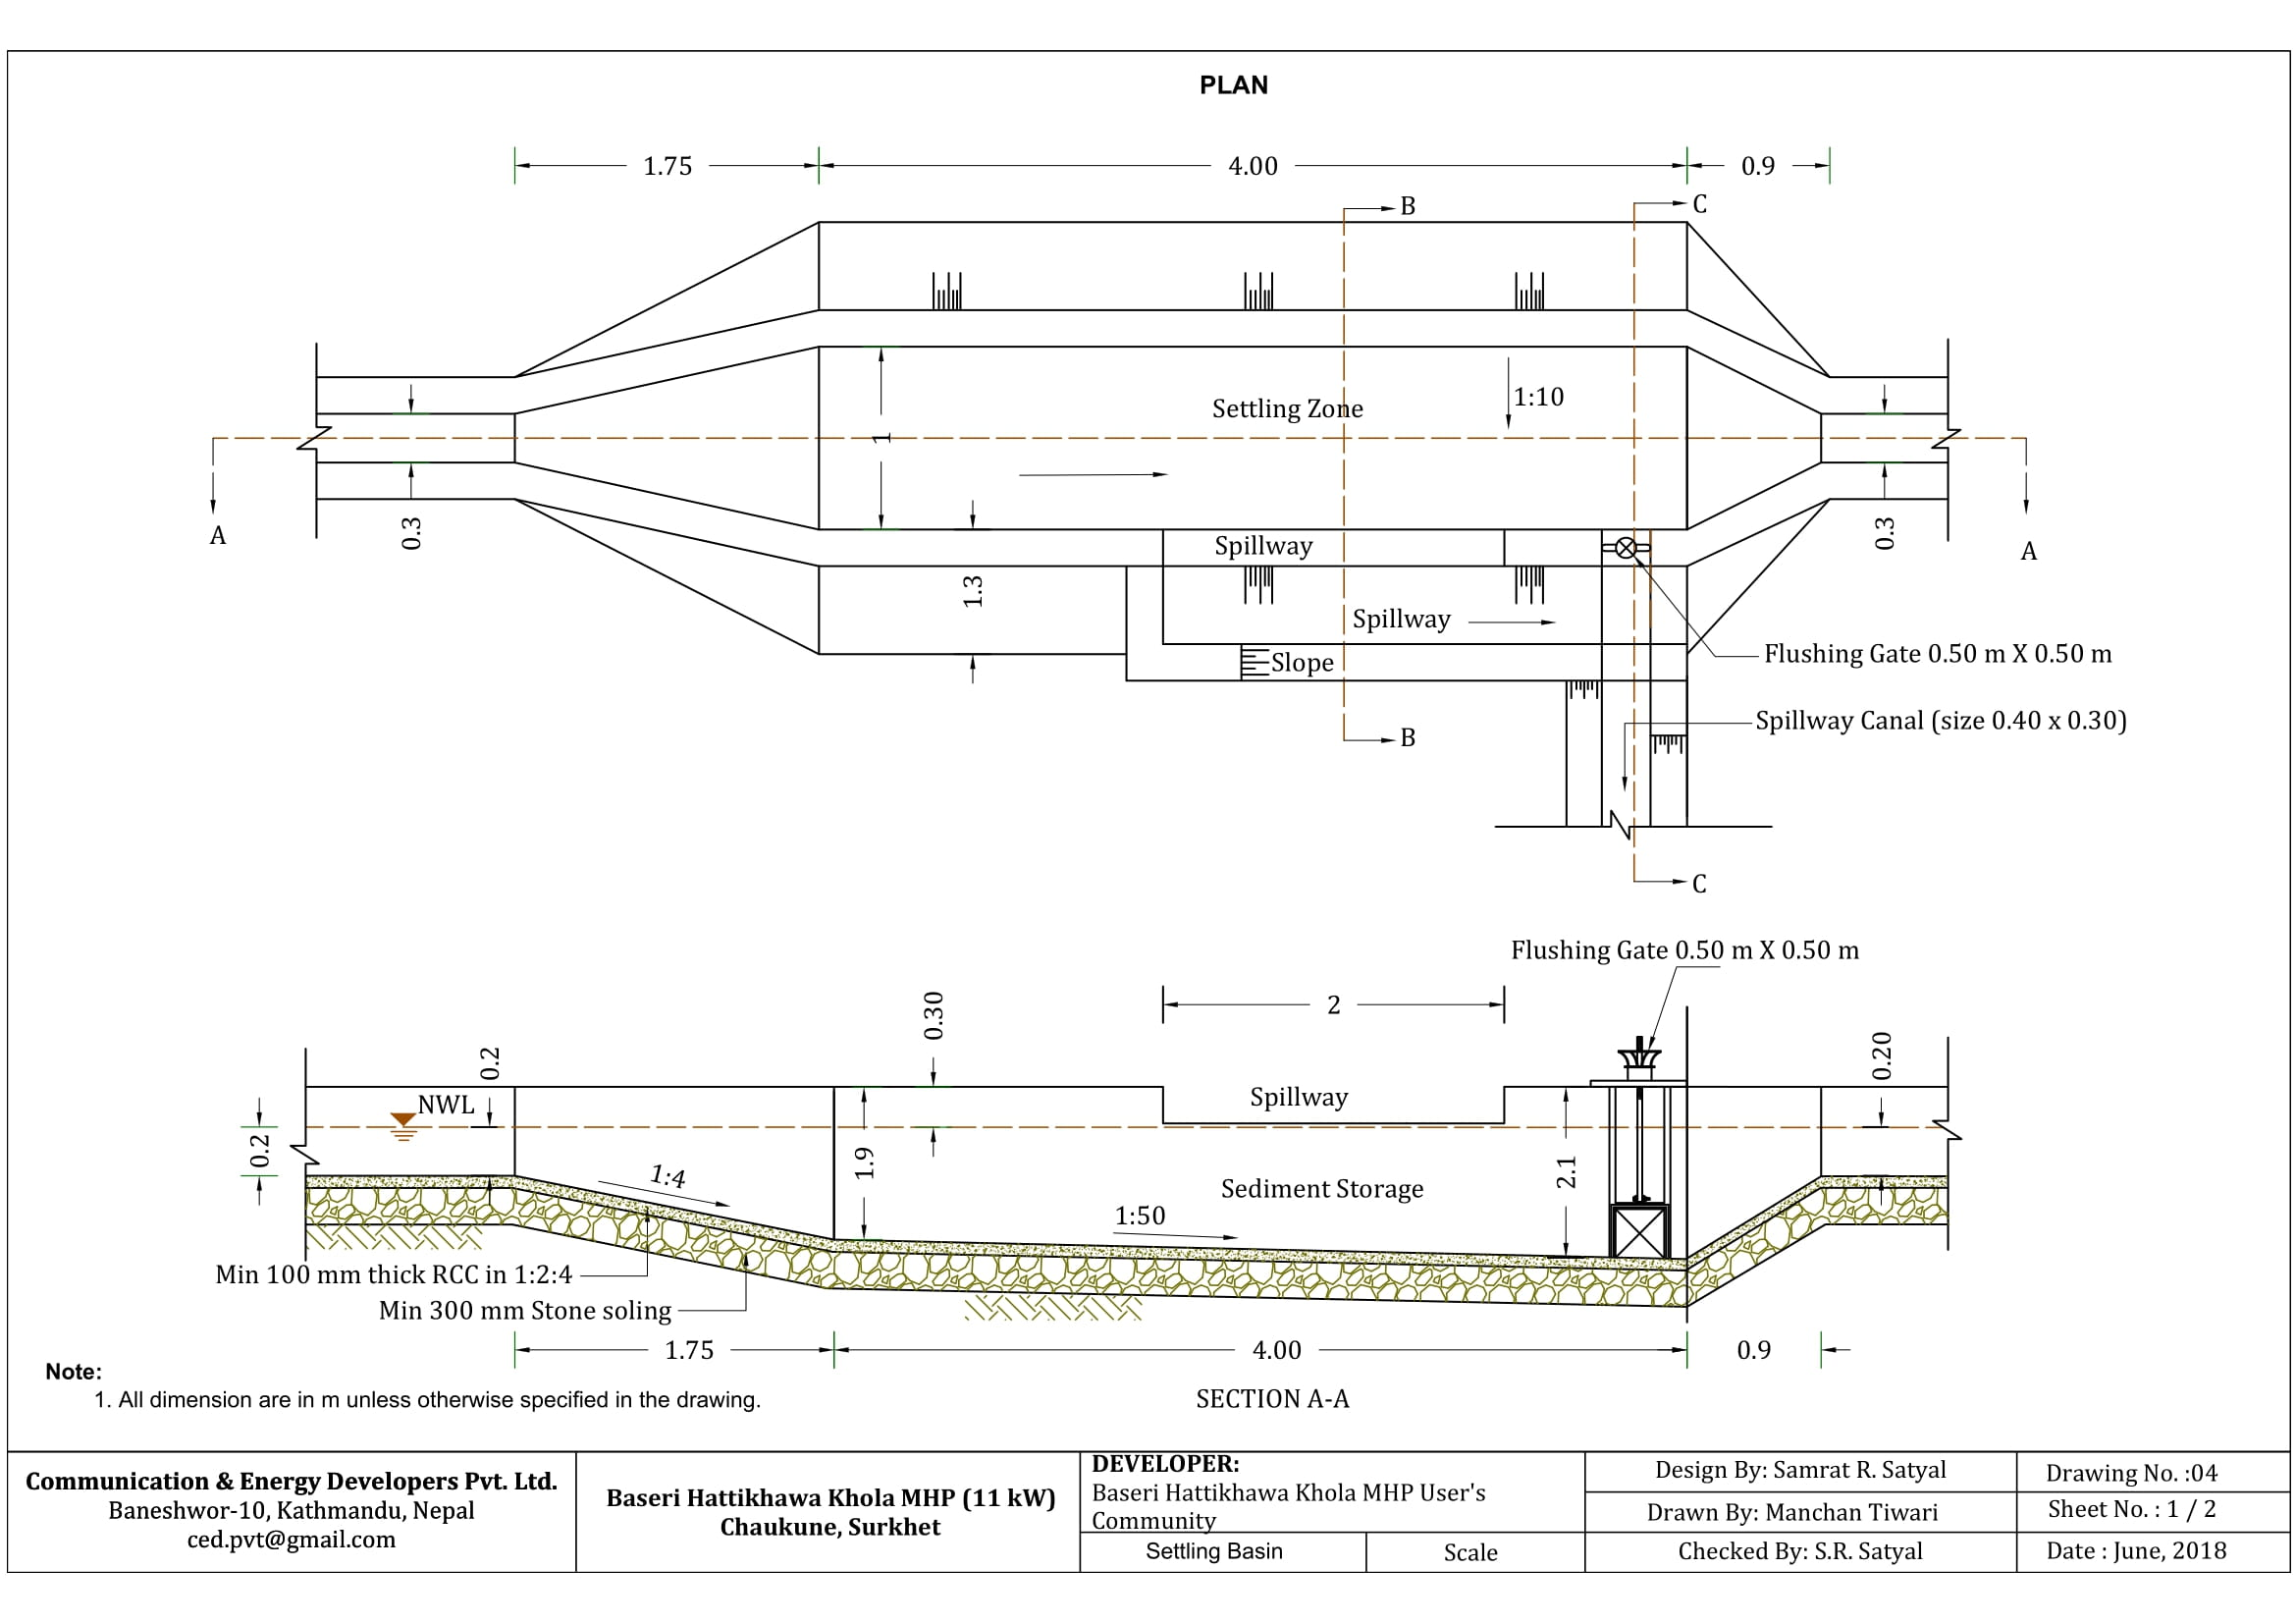 PLAN
1.75
4.00
0.9
B
C
1:10
Settling Zone
1
0.3
0.3
A
A
Spillway
1.3
Spillway
Slope
Flushing Gate 0.50 m X 0.50 m
Spillway Canal (size 0.40 x 0.30)
B
C
Flushing Gate 0.50 m X 0.50 m
2
0.30
0.2
0.20
NWL
Spillway
0.2
1.9
2.1
1:4
Sediment Storage
1:50
Min 100 mm thick RCC in 1:2:4
Min 300 mm Stone soling
1.75
4.00
0.9
Note:
1. All dimension are in m unless otherwise specified in the drawing.
SECTION A-A
Communication & Energy Developers Pvt. Ltd.
Baneshwor-10, Kathmandu, Nepal
ced.pvt@gmail.com
Baseri Hattikhawa Khola MHP (11 kW)
Chaukune, Surkhet
DEVELOPER:
Baseri Hattikhawa Khola MHP User's
Community
Settling Basin
Scale
Design By: Samrat R. Satyal
Drawn By: Manchan Tiwari
Checked By: S.R. Satyal
Drawing No. :04
Sheet No. : 1 / 2
Date : June, 2018